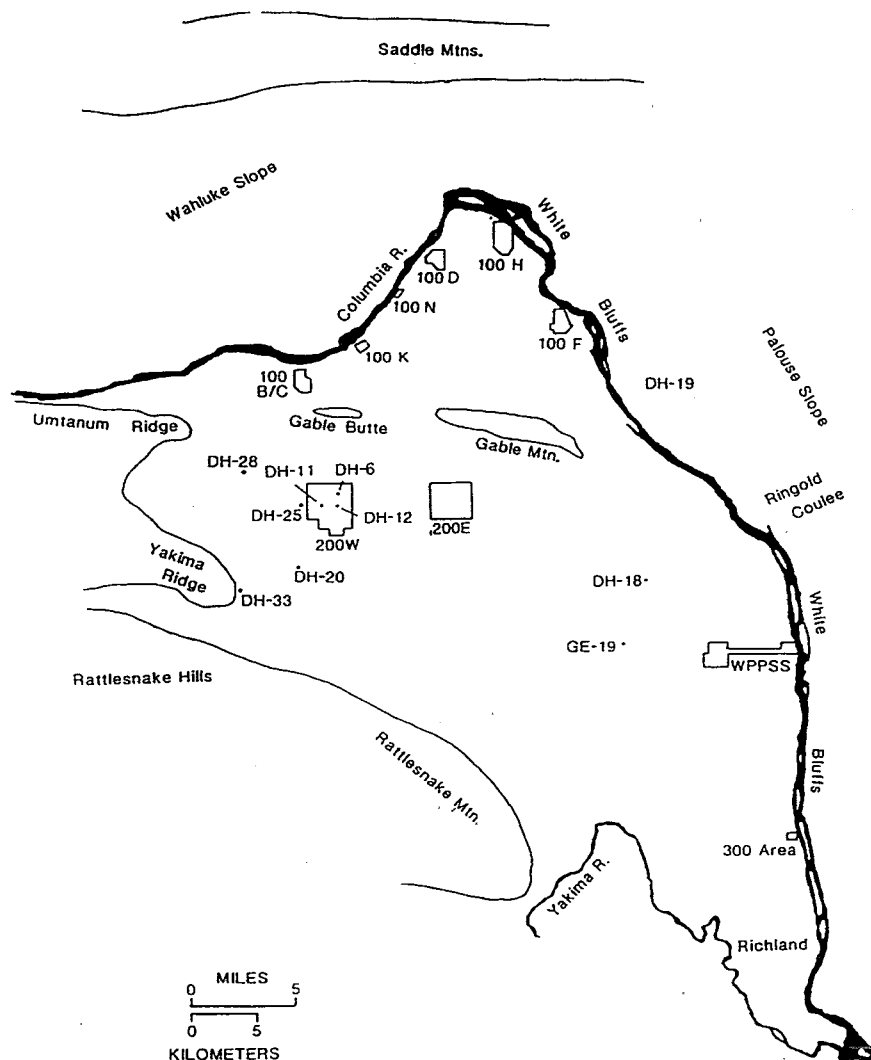 Saddle Mtns.
Wahluke Slope
White
Columbia R.
100 D
100 H
100 N
Bluffs
100 F
100 K
100
B/C
DH-19
Palouse Slope
Umtanum Ridge
Gable Butte
Gable Mtn.
DH-28
DH-11
DH-6
DH-25
DH-12
200W
200E
Ringold
Coulee
Yakima
Ridge
DH-20
DH-33
DH-18
White
GE-19
WPPSS
Rattlesnake Hills
Rattlesnake Mtn.
Bluffs
300 Area
Yakima R.
Richland
MILES
0 5
0 5
KILOMETERS